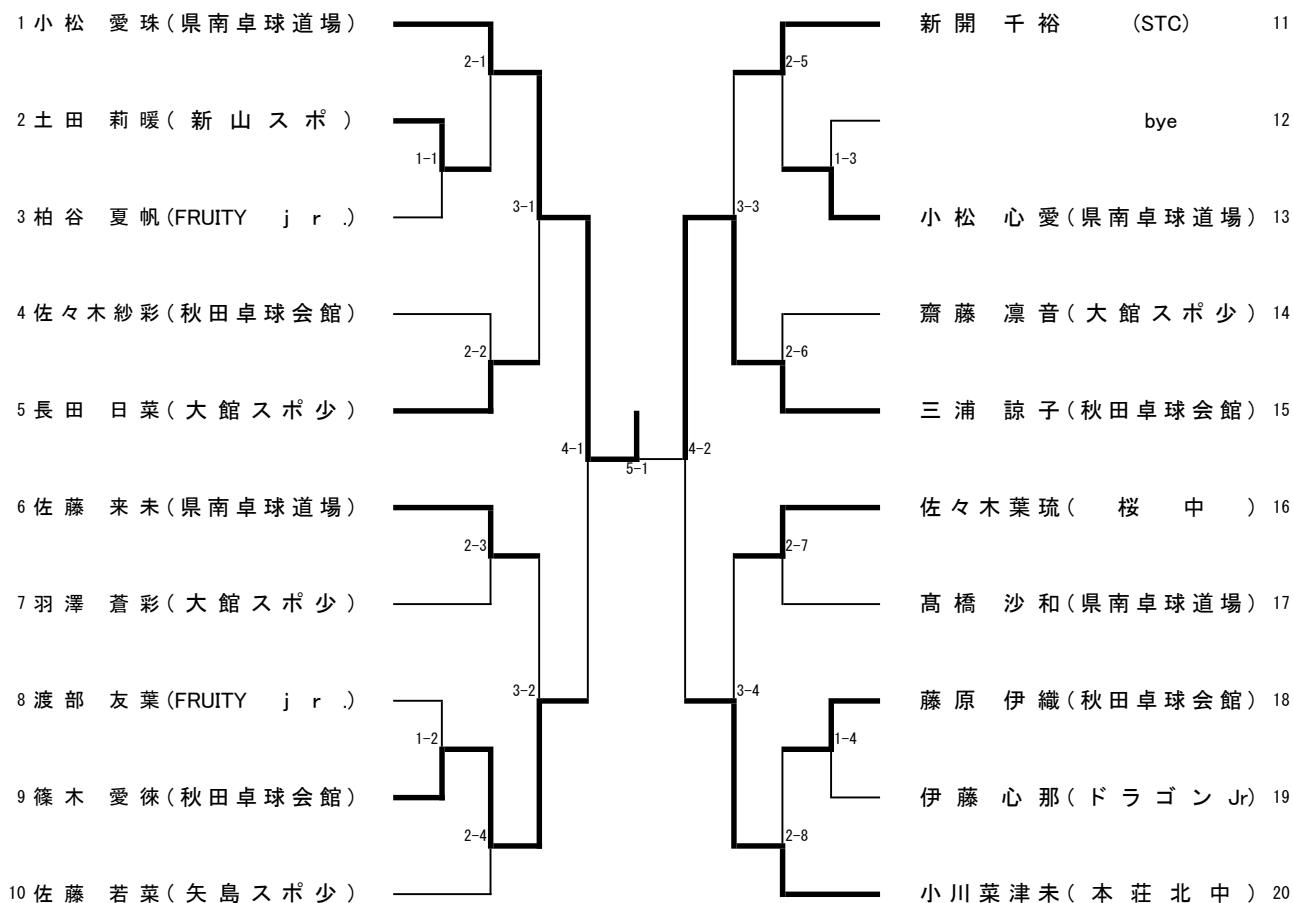 1 小松 愛珠(県南卓球道場)
2 土田 莉暖(新山スポ)
3 柏谷 夏帆(FRUITY jr.)
4 佐々木紗彩(秋田卓球会館)
5 長田 日菜(大館スポ少)
6 佐藤 来未(県南卓球道場)
7 羽澤 蒼彩(大館スポ少)
8 渡部 友葉(FRUITY jr.)
9 篠木 愛徠(秋田卓球会館)
10 佐藤 若菜(矢島スポ少)
2-1
1-1
3-1
2-2
4-1
2-3
3-2
1-2
2-4
5-1
2-5
1-3
3-3
2-6
4-2
2-7
3-4
1-4
2-8
新開 千裕 (STC) 11
bye 12
小松 心愛(県南卓球道場) 13
齋藤 凛音(大館スポ少) 14
三浦 諒子(秋田卓球会館) 15
佐々木葉琉(桜中) 16
髙橋 沙和(県南卓球道場) 17
藤原 伊織(秋田卓球会館) 18
伊藤 心那(ドラゴンJr) 19
小川菜津未(本荘北中) 20